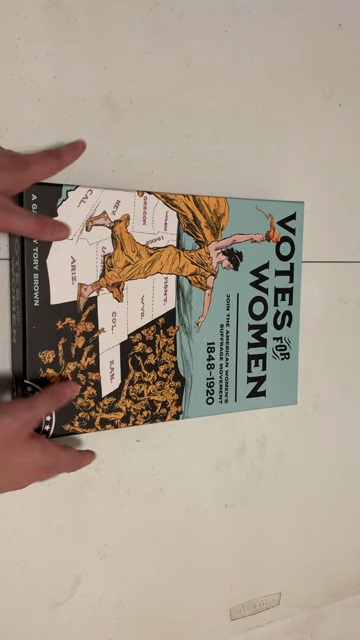 VOTES
FOR
WOMEN
JOIN THE AMERICAN WOMEN'S
SUFFRAGE MOVEMENT
1848-1920
WASH.
OREGON
IDAHO
MONT.
CAL.
NEV.
WYO.
ARIZ.
COL.
KAN.
TORY BROWN